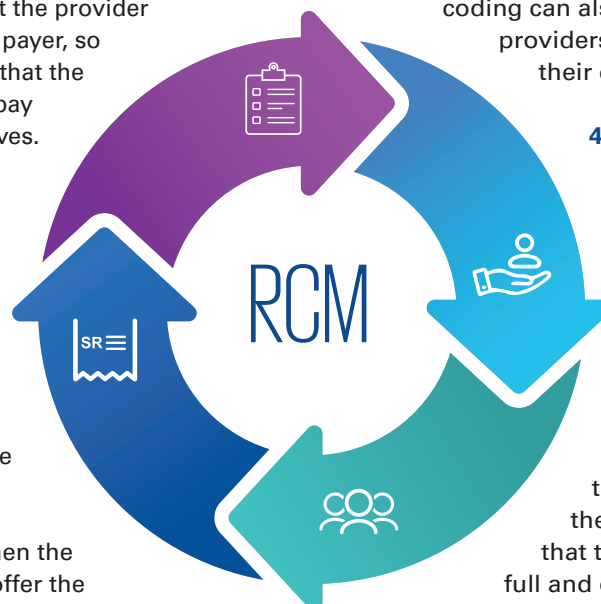 t the provider
payer, so
that the
pay
ves.
coding can als
providers
their
4
RCM
SR
e
en the
offer the
t
the
that t
full and